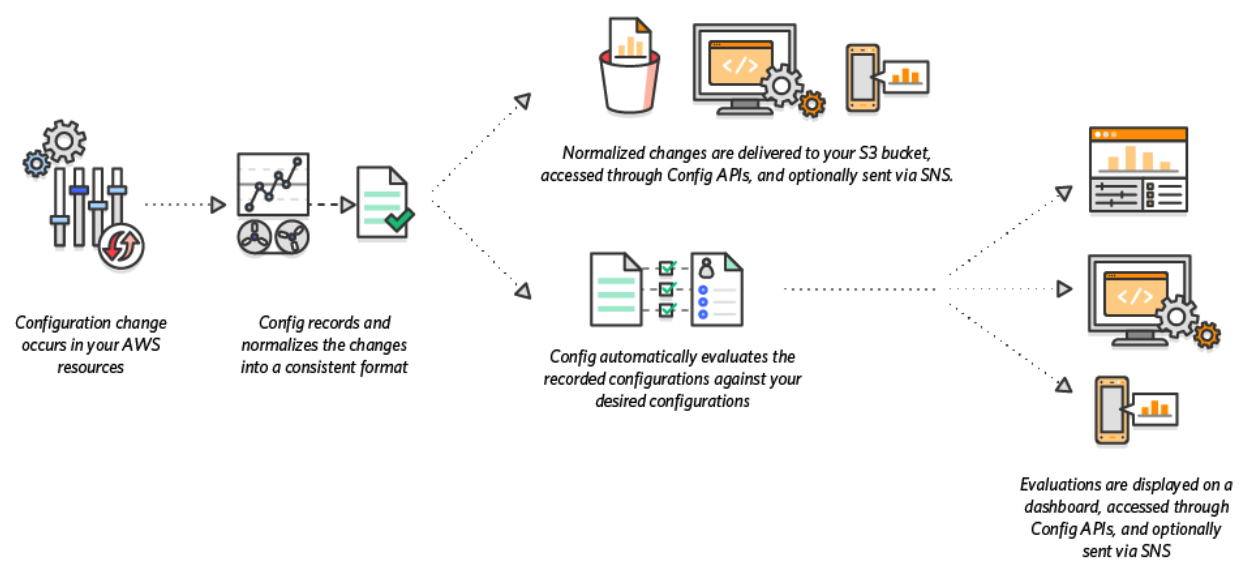 Configuration change
occurs in your AWS
resources
Config records and
normalizes the changes
into a consistent format
</>
Normalized changes are delivered to your S3 bucket,
accessed through Config APIs, and optionally sent via SNS.
Config automatically evaluates the
recorded configurations against your
desired configurations
</>
Evaluations are displayed on a
dashboard, accessed through
Config APIs, and optionally
sent via SNS